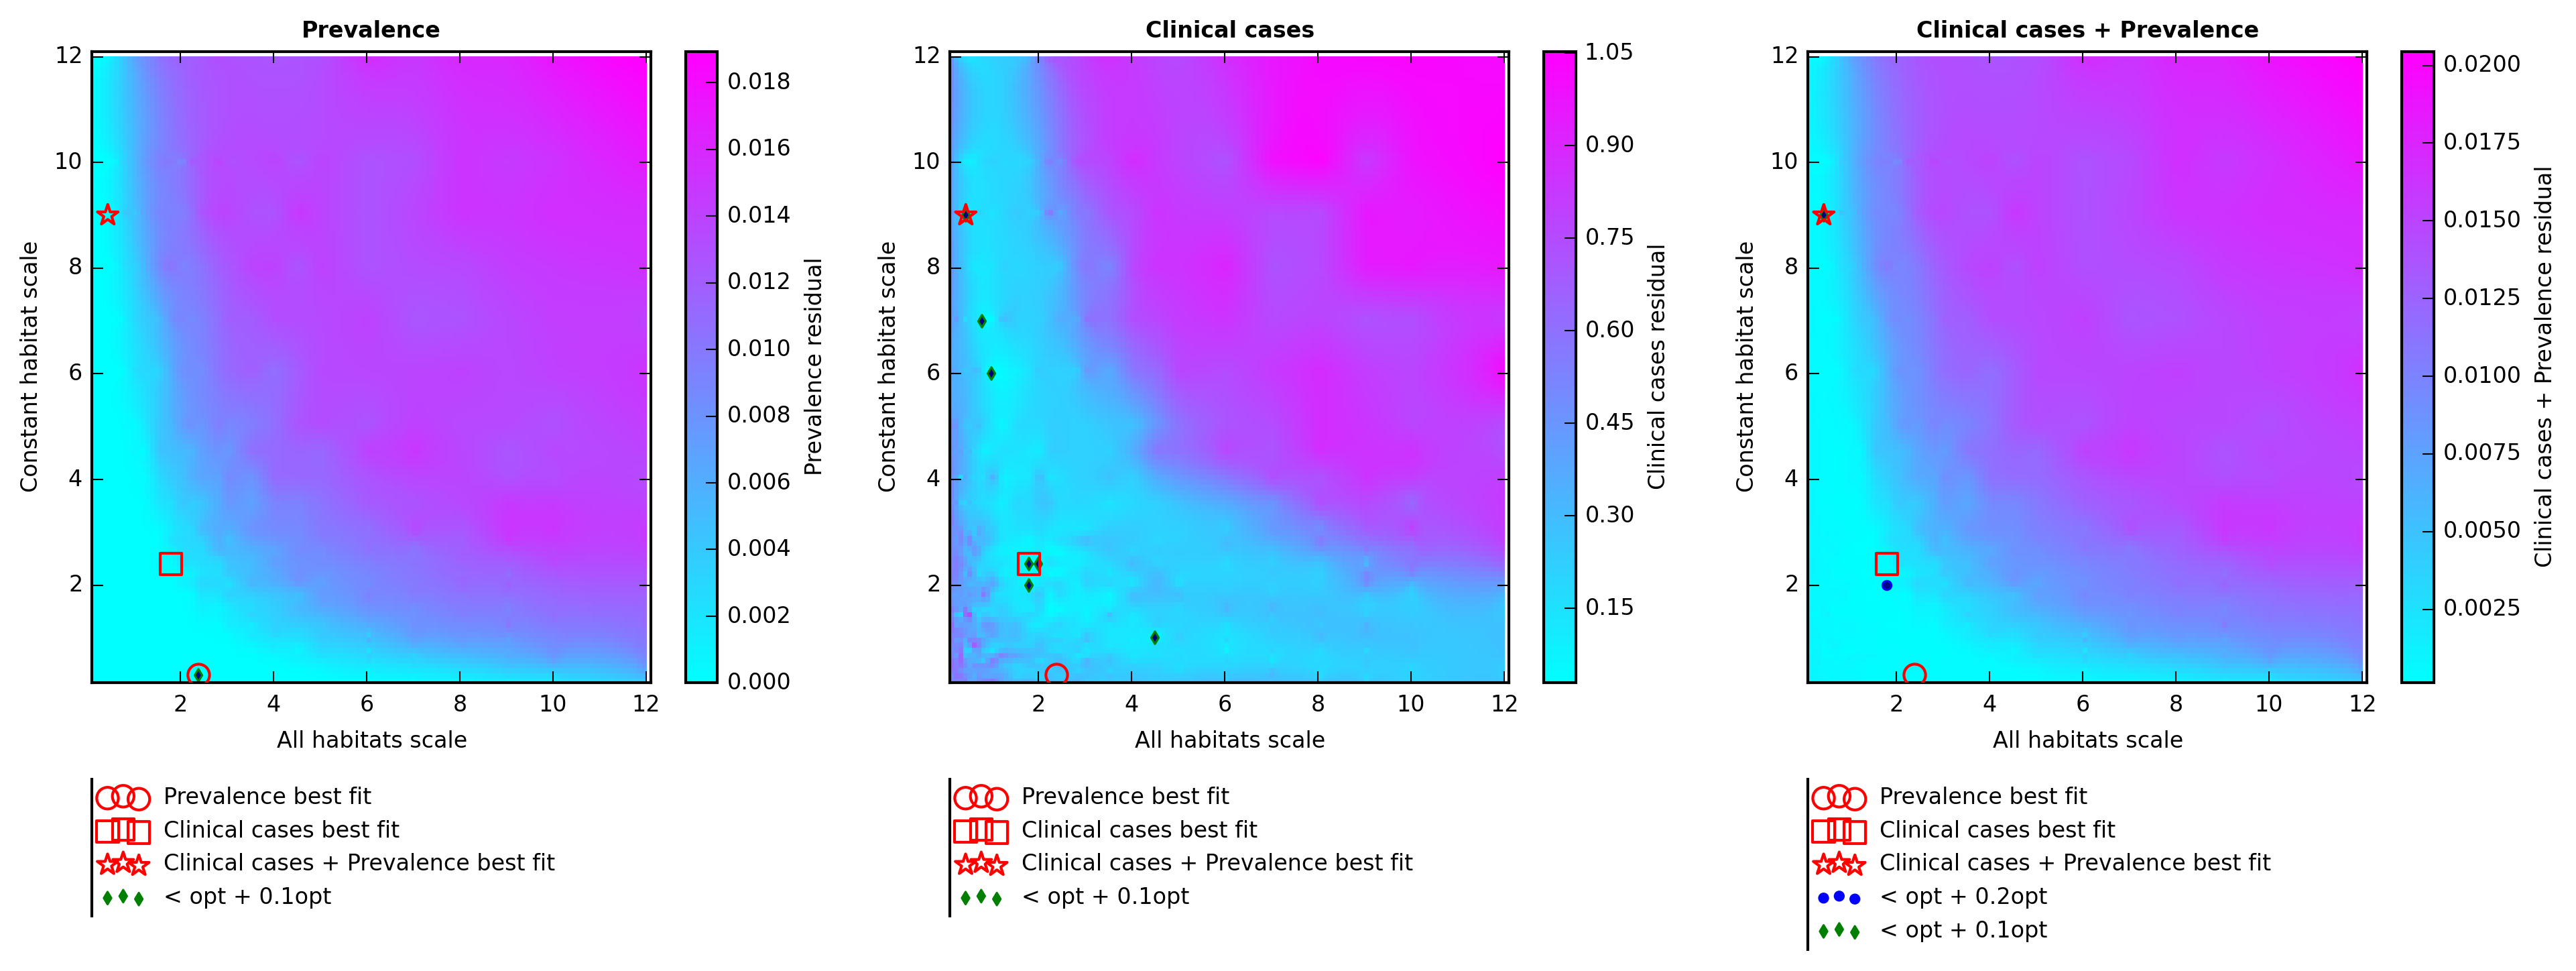 Prevalence
12
10
8
6
4
2
Constant habitat scale
2 4 6 8 10 12
All habitats scale
0.018
0.016
0.014
0.012
0.010
0.008
0.006
0.004
0.002
0.000
Prevalence residual
Prevalence best fit
Clinical cases best fit
Clinical cases + Prevalence best fit
< opt + 0.1opt
Clinical cases
12
10
8
6
4
2
Constant habitat scale
2 4 6 8 10 12
All habitats scale
1.05
0.90
0.75
0.60
0.45
0.30
0.15
Clinical cases residual
Prevalence best fit
Clinical cases best fit
Clinical cases + Prevalence best fit
< opt + 0.1opt
Clinical cases + Prevalence
12
10
8
6
4
2
Constant habitat scale
2 4 6 8 10 12
All habitats scale
0.0200
0.0175
0.0150
0.0125
0.0100
0.0075
0.0050
0.0025
Clinical cases + Prevalence residual
Prevalence best fit
Clinical cases best fit
Clinical cases + Prevalence best fit
< opt + 0.2opt
< opt + 0.1opt